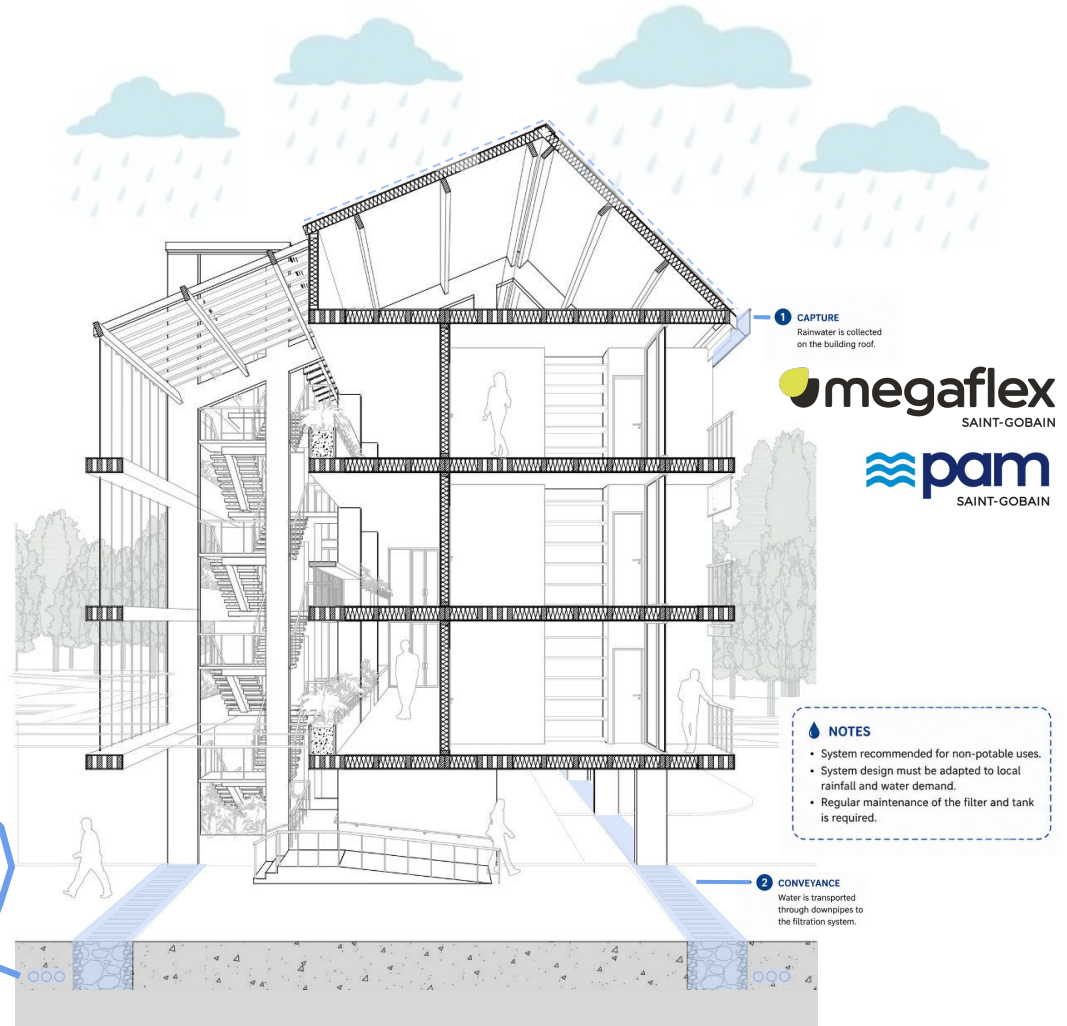 1 CAPTURE
Rainwater is collected
on the building roof.
megaflex
SAINT-GOBAIN
pam
SAINT-GOBAIN
NOTES
• System recommended for non-potable uses.
• System design must be adapted to local
rainfall and water demand.
• Regular maintenance of the filter and tank
is required.
2 CONVEYANCE
Water is transported
through downpipes to
the filtration system.